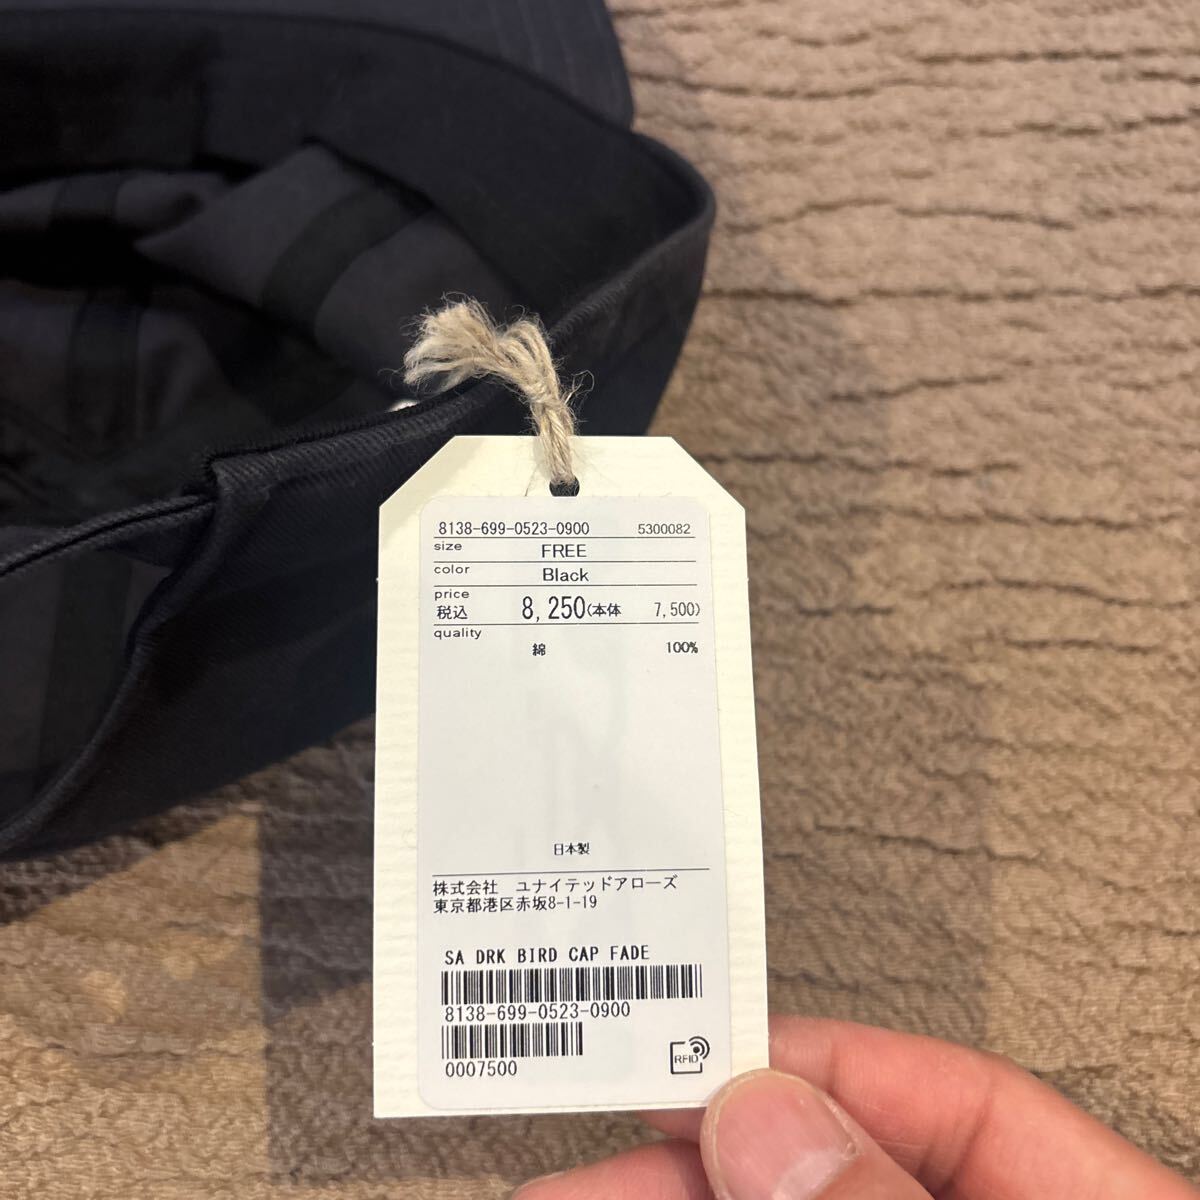 8138-699-0523-0900 5300082
size FREE
color Black
price
税込 8,250(本体 7,500)
quality
綿 100%
日本製
株式会社 ユナイテッドアローズ
東京都港区赤坂8-1-19
SA DRK BIRD CAP FADE
8138-699-0523-0900
0007500
RFID